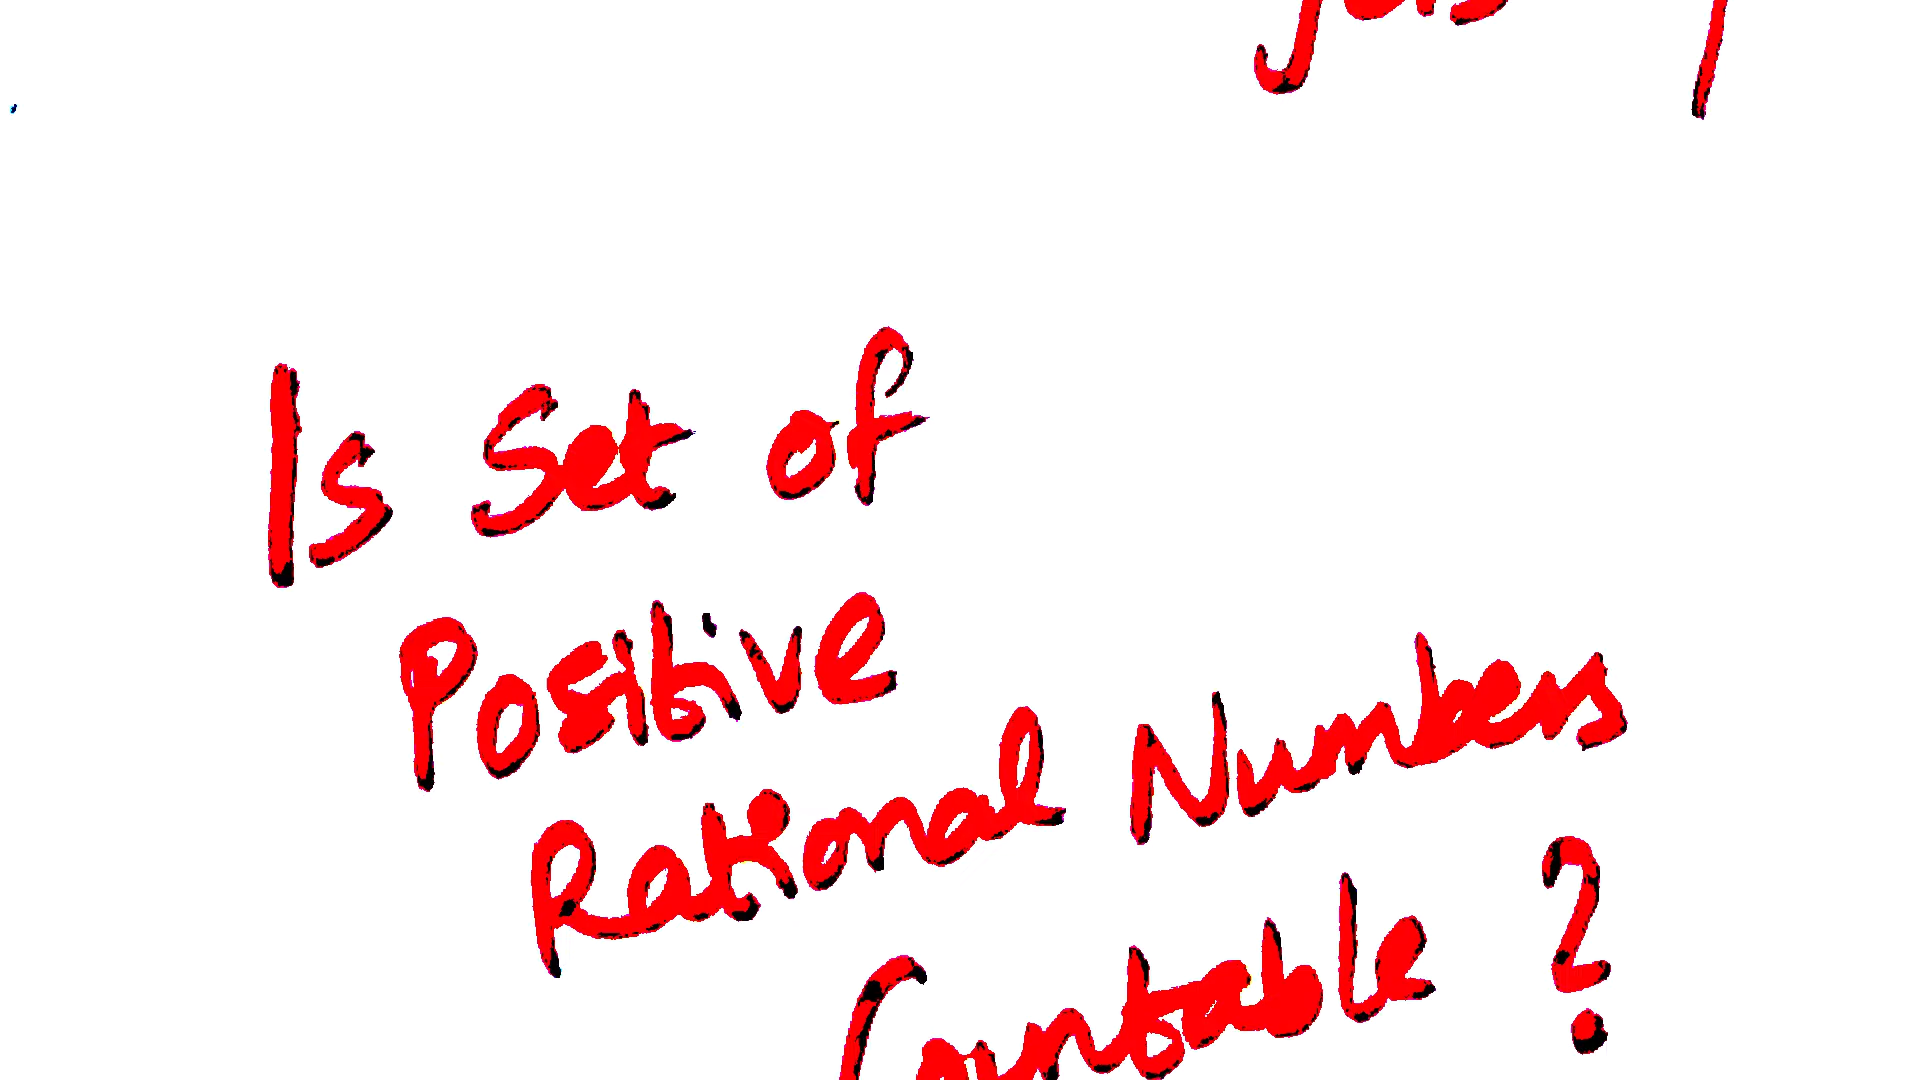 Is Set of
Positive
Rational Numbers
Countable ?